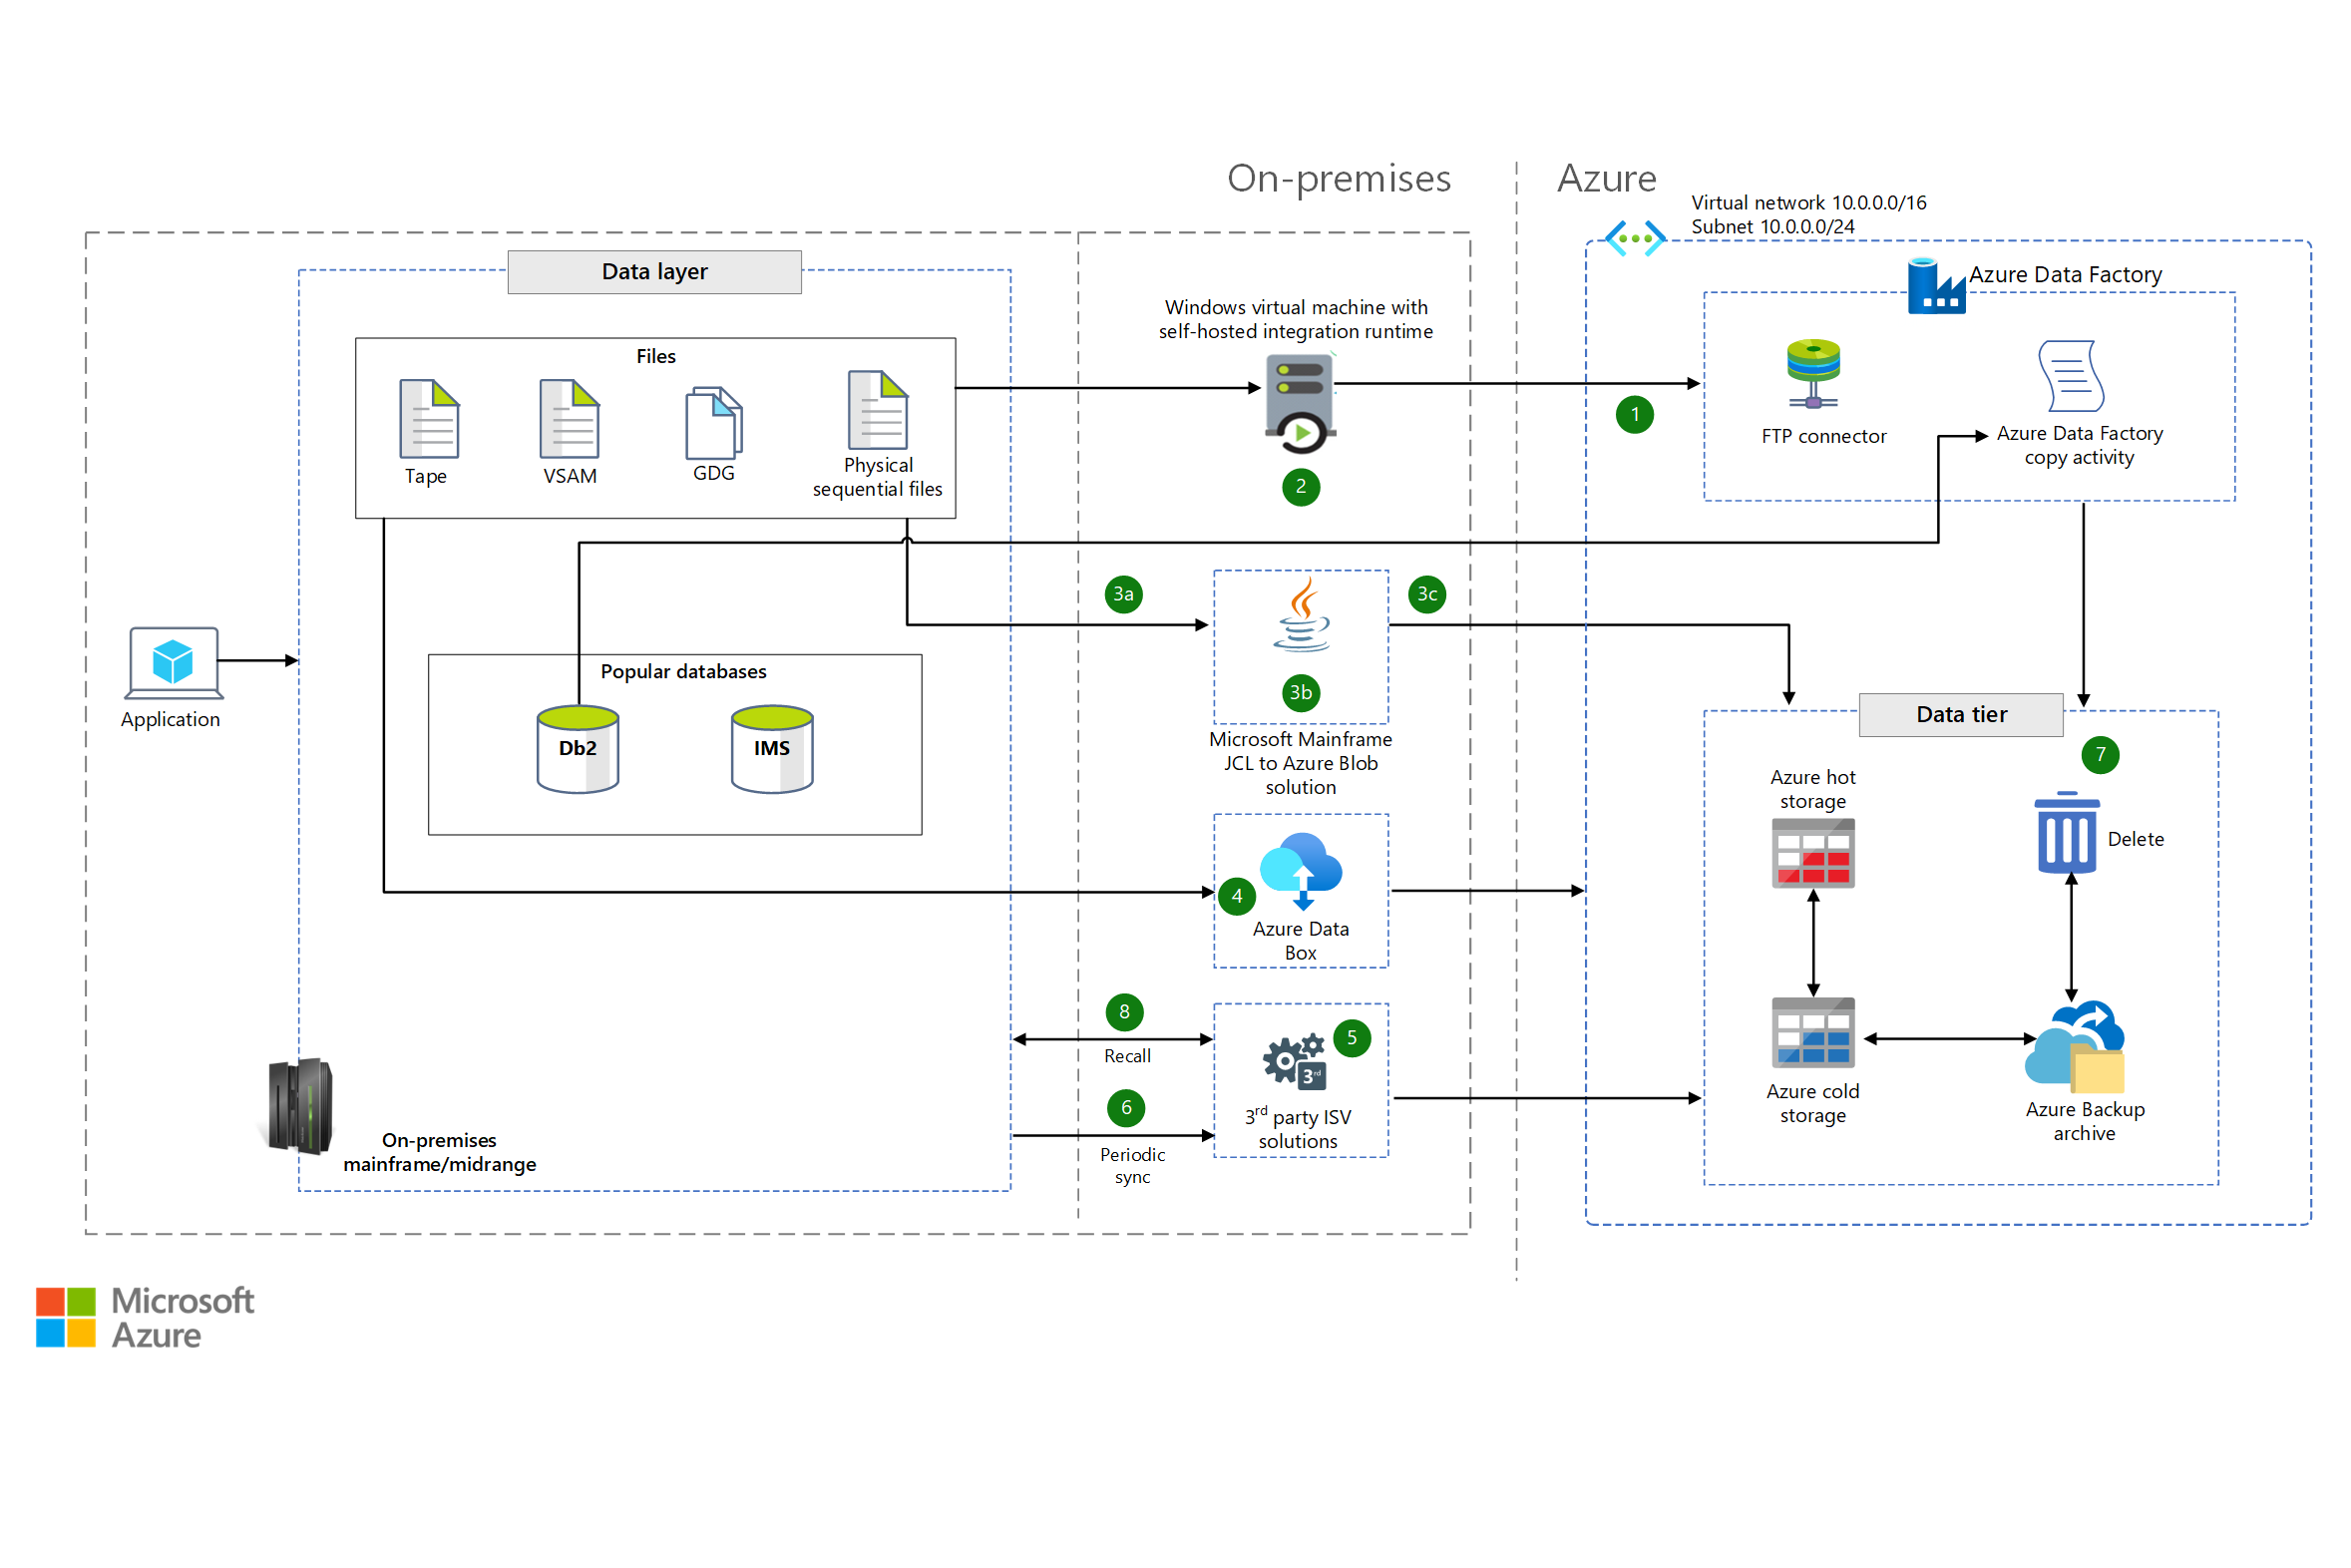 On-premises
Azure
Virtual network 10.0.0.0/16
Subnet 10.0.0.0/24
Data layer
Files
Tape
VSAM
GDG
Physical
sequential files
Windows virtual machine with
self-hosted integration runtime
2
1
Azure Data Factory
FTP connector
Azure Data Factory
copy activity
Application
Popular databases
Db2
IMS
3a
3b
3c
Microsoft Mainframe
JCL to Azure Blob
solution
4
Azure Data
Box
8
Recall
6
Periodic
sync
5
3rd
3rd party ISV
solutions
On-premises
mainframe/midrange
Data tier
7
Azure hot
storage
Delete
Azure cold
storage
Azure Backup
archive
Microsoft
Azure